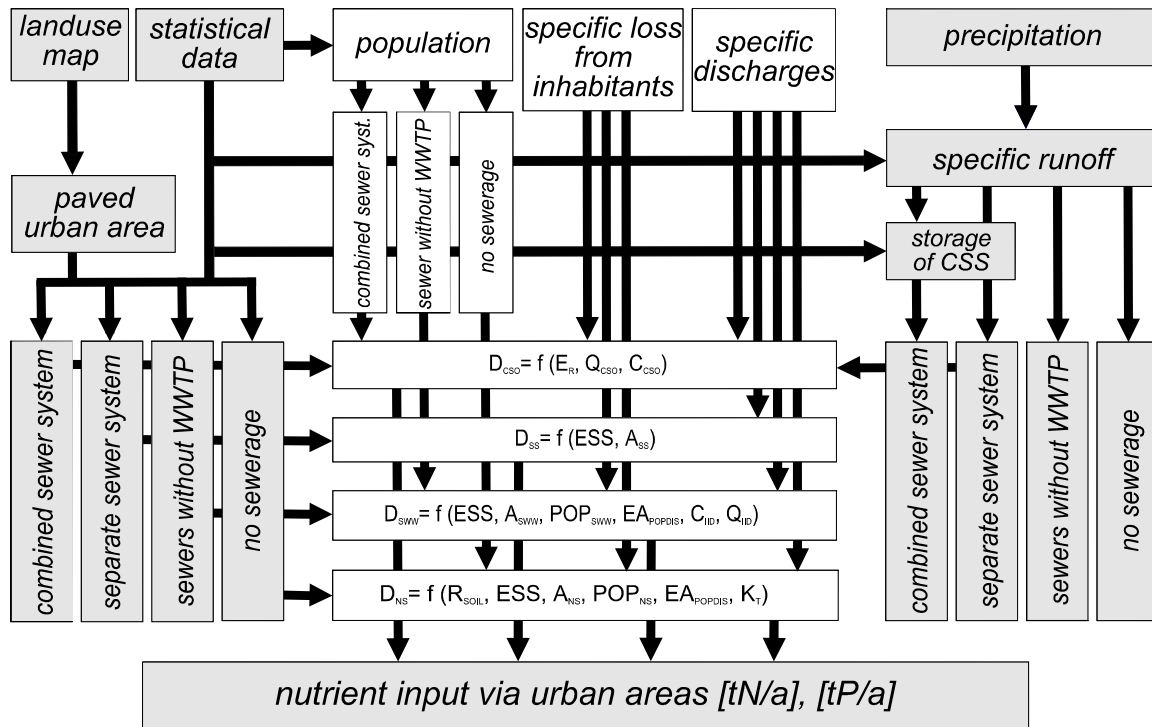 landuse
map
statistical
data
population
specific loss
from
inhabitants
specific
discharges
precipitation
combined sewer syst.
sewer without WWTP
no sewerage
specific runoff
paved
urban area
storage
of CSS
combined sewer system
separate sewer system
sewers without WWTP
no sewerage
D_CSO= f (E_R, Q_CSO, C_CSO)
D_SS= f (ESS, A_SS)
D_SWW= f (ESS, A_SWW, POP_SWW, EA_POPDIS, C_IID, Q_IID)
D_NS= f (R_SOIL, ESS, A_NS, POP_NS, EA_POPDIS, K_T)
combined sewer system
separate sewer system
sewers without WWTP
no sewerage
nutrient input via urban areas [tN/a], [tP/a]